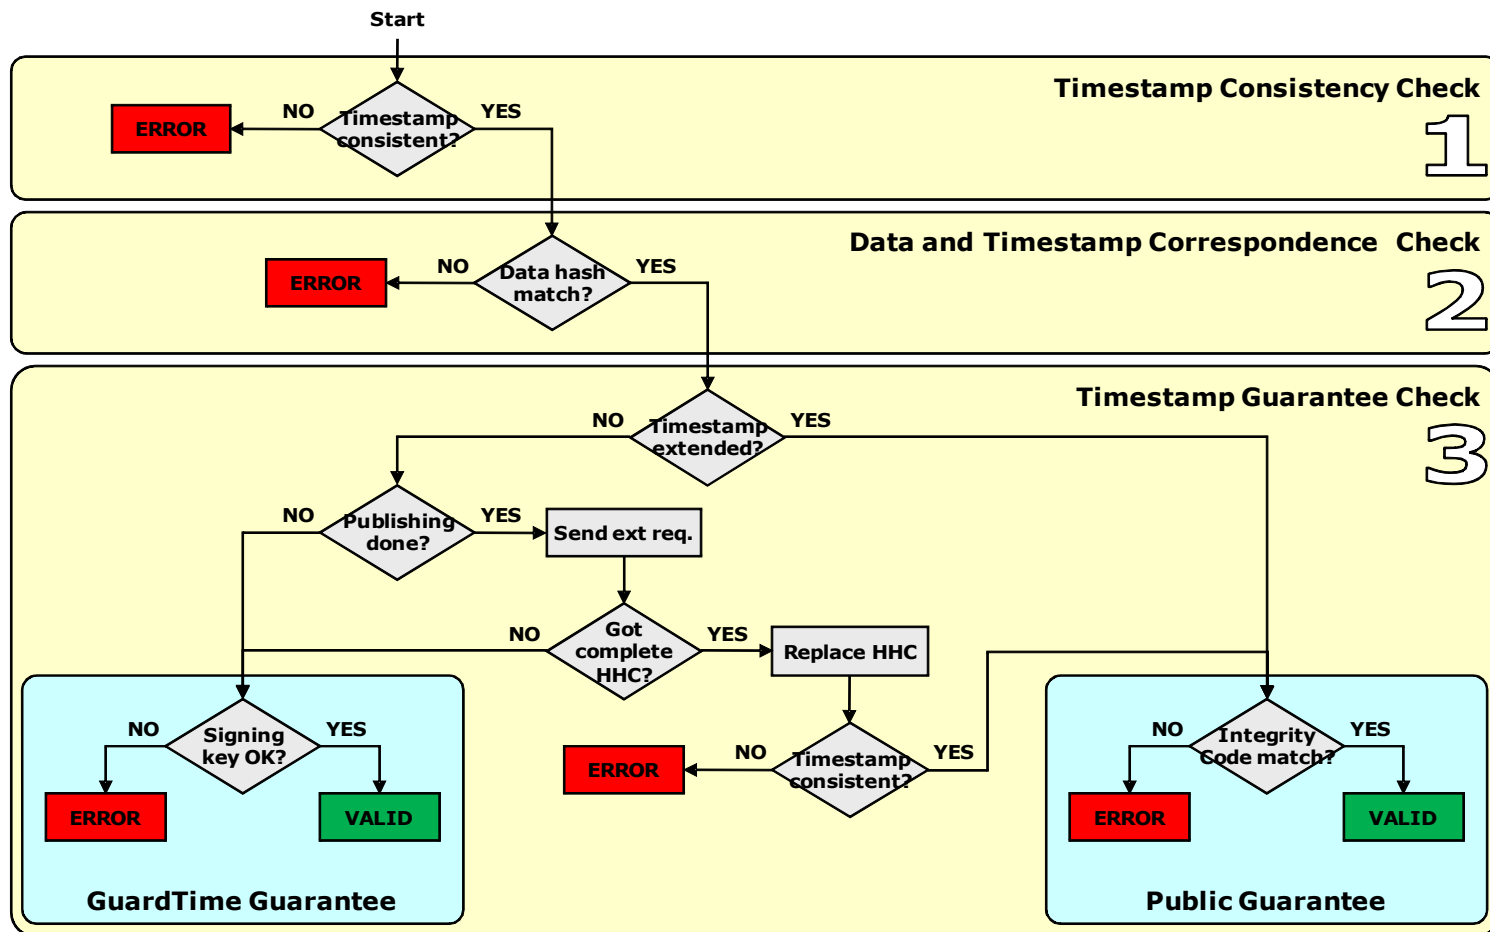 Start
Timestamp Consistency Check
1
NO
YES
ERROR
Timestamp
consistent?
Data and Timestamp Correspondence Check
2
NO
YES
ERROR
Data hash
match?
Timestamp Guarantee Check
3
NO
YES
Timestamp
extended?
NO
YES
Publishing
done?
Send ext req.
NO
YES
Got
complete
HHC?
Replace HHC
NO
YES
Signing
key OK?
ERROR
VALID
GuardTime Guarantee
NO
YES
Timestamp
consistent?
ERROR
NO
YES
Integrity
Code match?
ERROR
VALID
Public Guarantee